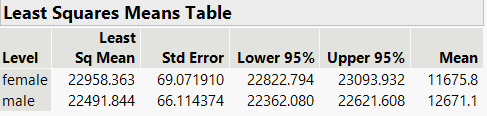 Least Squares Means Table
Least
Level Sq Mean Std Error Lower 95% Upper 95% Mean
female 22958.363 69.071910 22822.794 23093.932 11675.8
male 22491.844 66.114374 22362.080 22621.608 12671.1